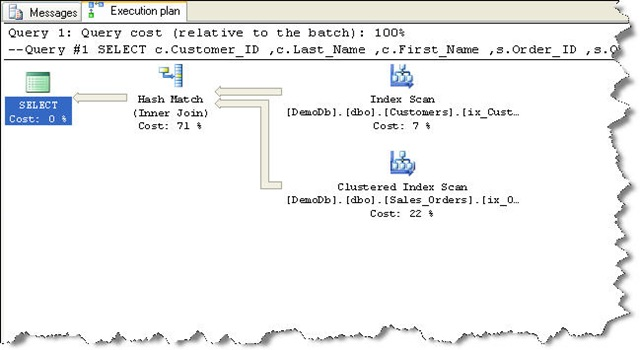 Messages Execution plan
Query 1: Query cost (relative to the batch): 100%
--Query #1 SELECT c.Customer_ID ,c.Last_Name ,c.First_Name ,s.Order_ID ,s.O
SELECT
Cost: 0 %
Hash Match
(Inner Join)
Cost: 71 %
Index Scan
[DemoDb].[dbo].[Customers].[ix_Cust…
Cost: 7 %
Clustered Index Scan
[DemoDb].[dbo].[Sales_Orders].[ix_O…
Cost: 22 %